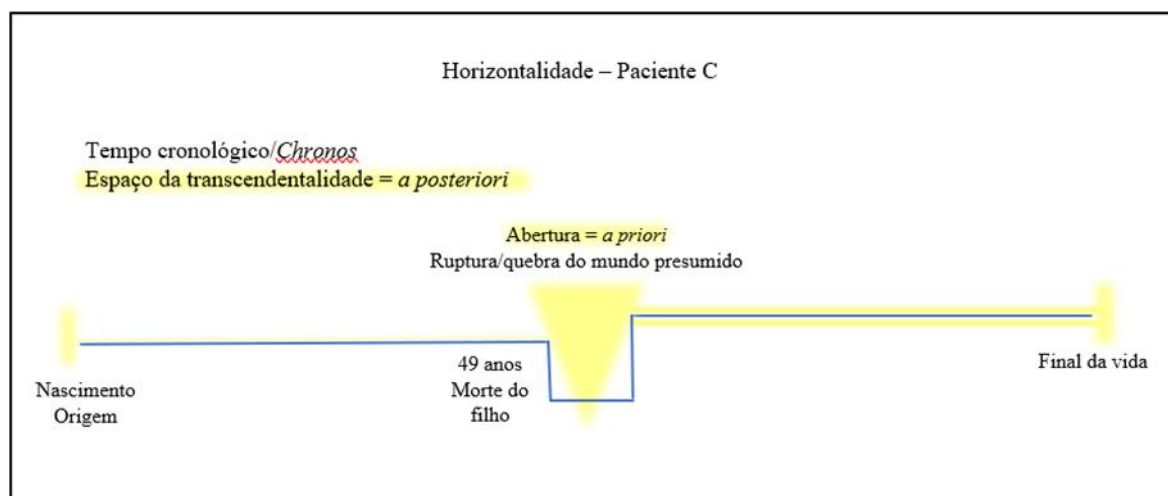 Horizontalidade – Paciente C
Tempo cronológico/Chronos
Espaço da transcendentalidade = a posteriori
Abertura = a priori
Ruptura/quebra do mundo presumido
49 anos
Morte do
filho
Nascimento
Origem
Final da vida